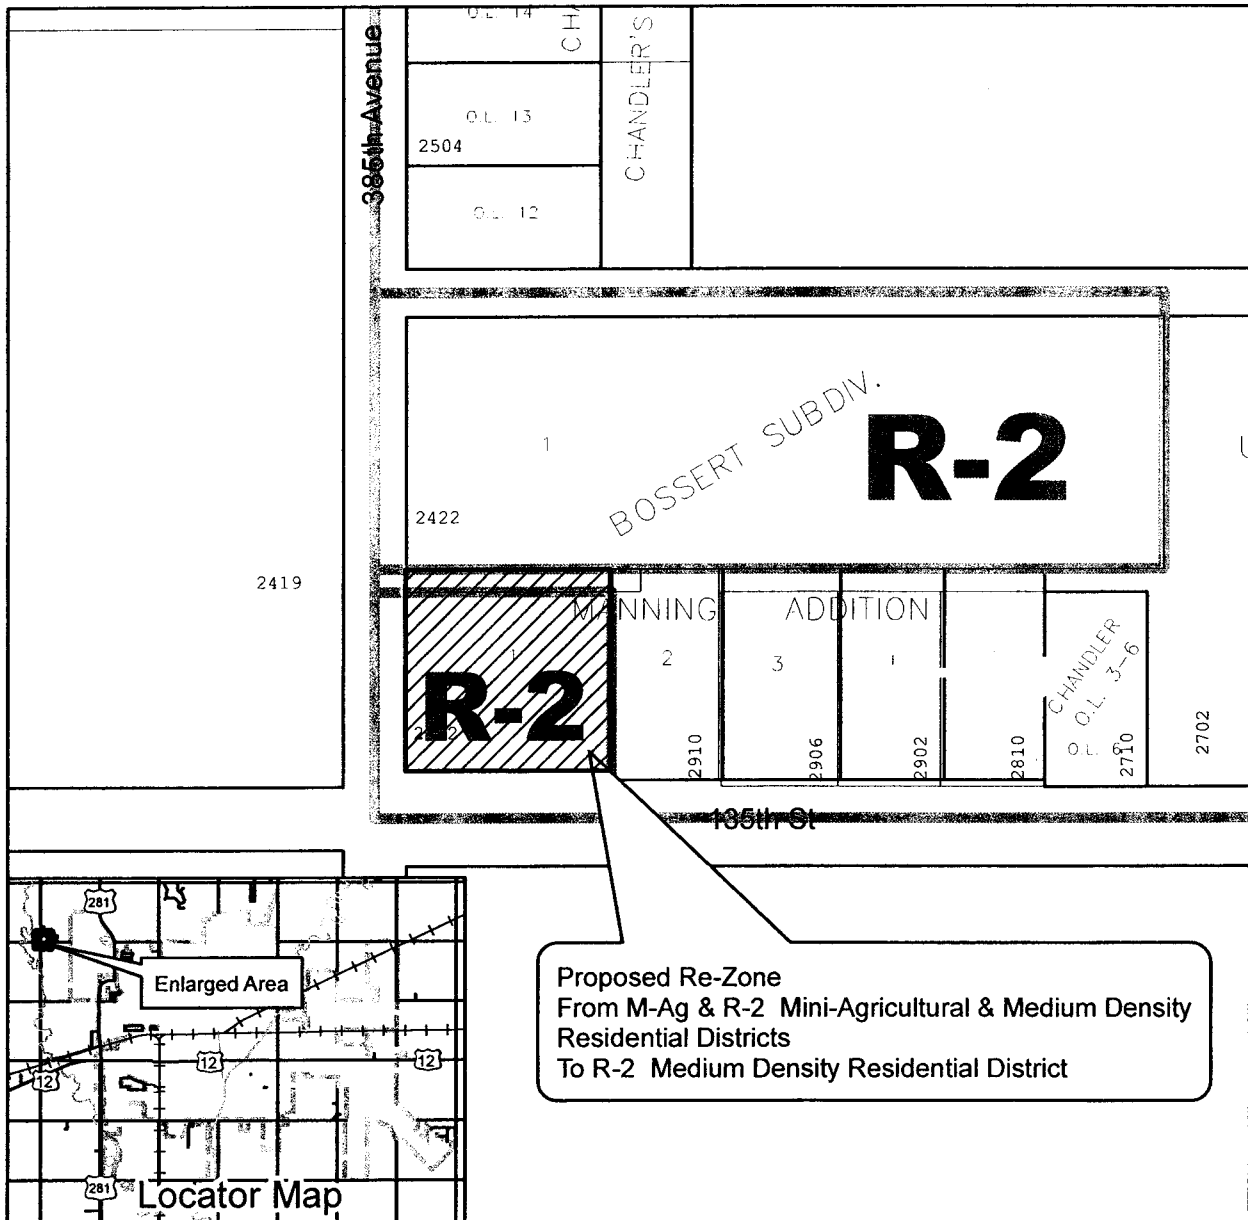 O.L. 14
CHANDLER'S
385th Avenue
O.L. 13
2504
O.L. 12
BOSSERT SUBDIV.
R-2
1
2422
2419
MANNING ADDITION
1
2
3
1
R-2
2910
2906
2902
2810
CHANDLER
O.L. 3-6
O.L. 6
2710
2702
135th St
Proposed Re-Zone
From M-Ag & R-2 Mini-Agricultural & Medium Density
Residential Districts
To R-2 Medium Density Residential District
281
Enlarged Area
12
12
12
281
Locator Map